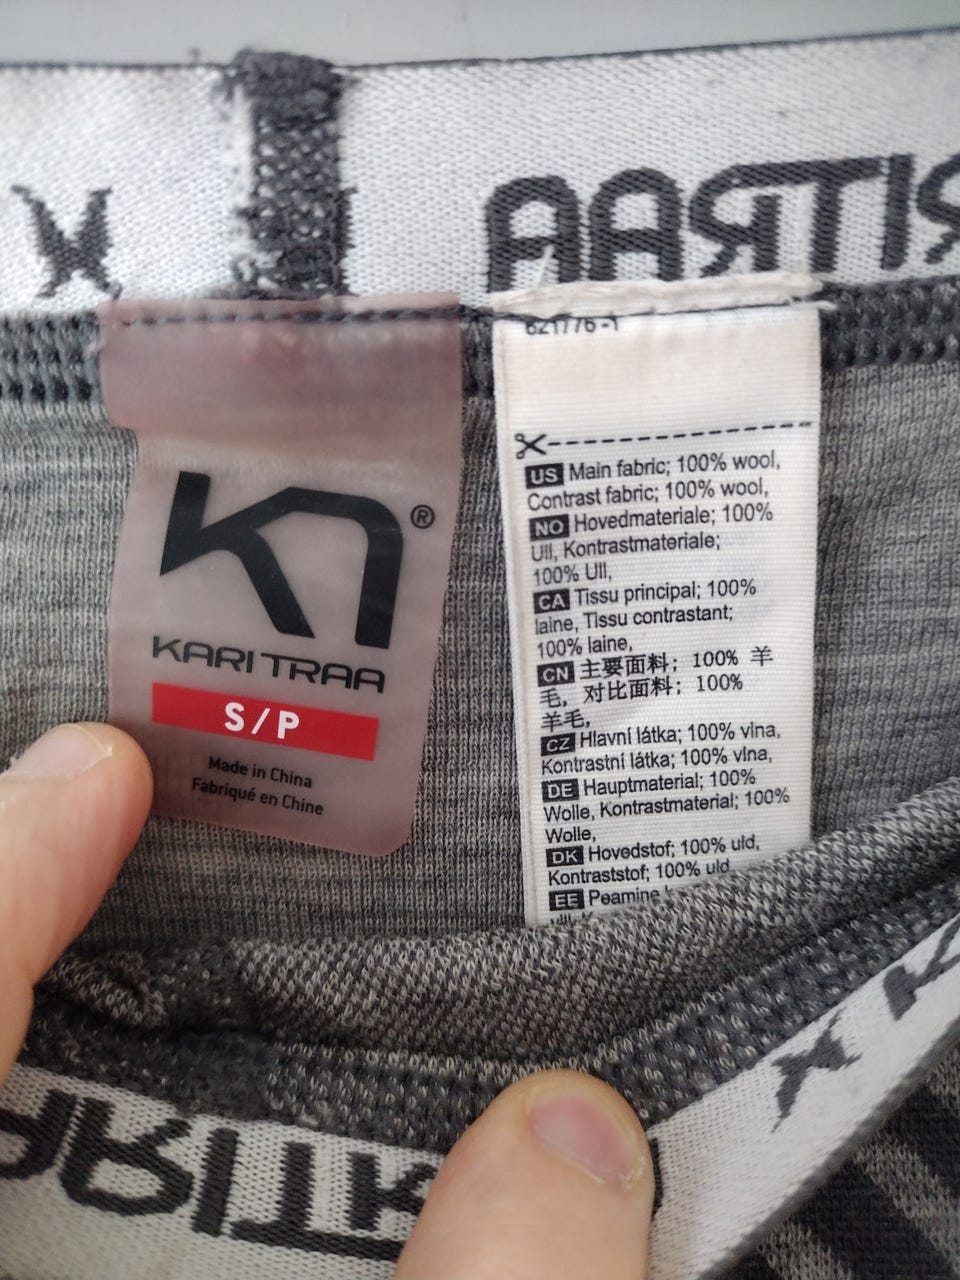 AARTIR
621776-1
KT®
KARI TRAA
S/P
Made in China
Fabriqué en Chine
US Main fabric; 100% wool,
Contrast fabric; 100% wool,
NO Hovedmateriale; 100%
Ull, Kontrastmateriale;
100% Ull,
CA Tissu principal; 100%
laine, Tissu contrastant;
100% laine,
CN 主要面料; 100% 羊
毛, 对比面料; 100%
羊毛,
CZ Hlavní látka; 100% vlna,
Kontrastní látka; 100% vlna,
DE Hauptmaterial; 100%
Wolle, Kontrastmaterial; 100%
Wolle,
DK Hovedstof; 100% uld,
Kontraststof; 100% uld
EE Peamine